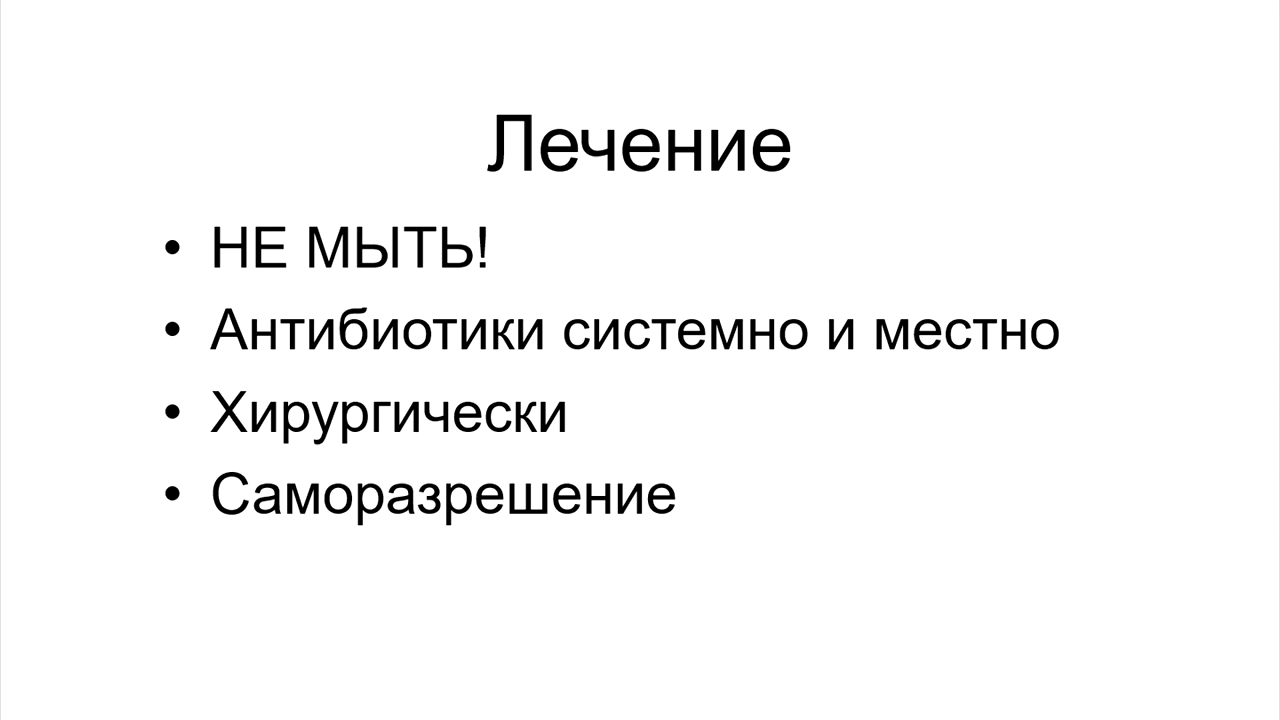 Лечение
• НЕ МЫТЬ!
• Антибиотики системно и местно
• Хирургически
• Саморазрешение